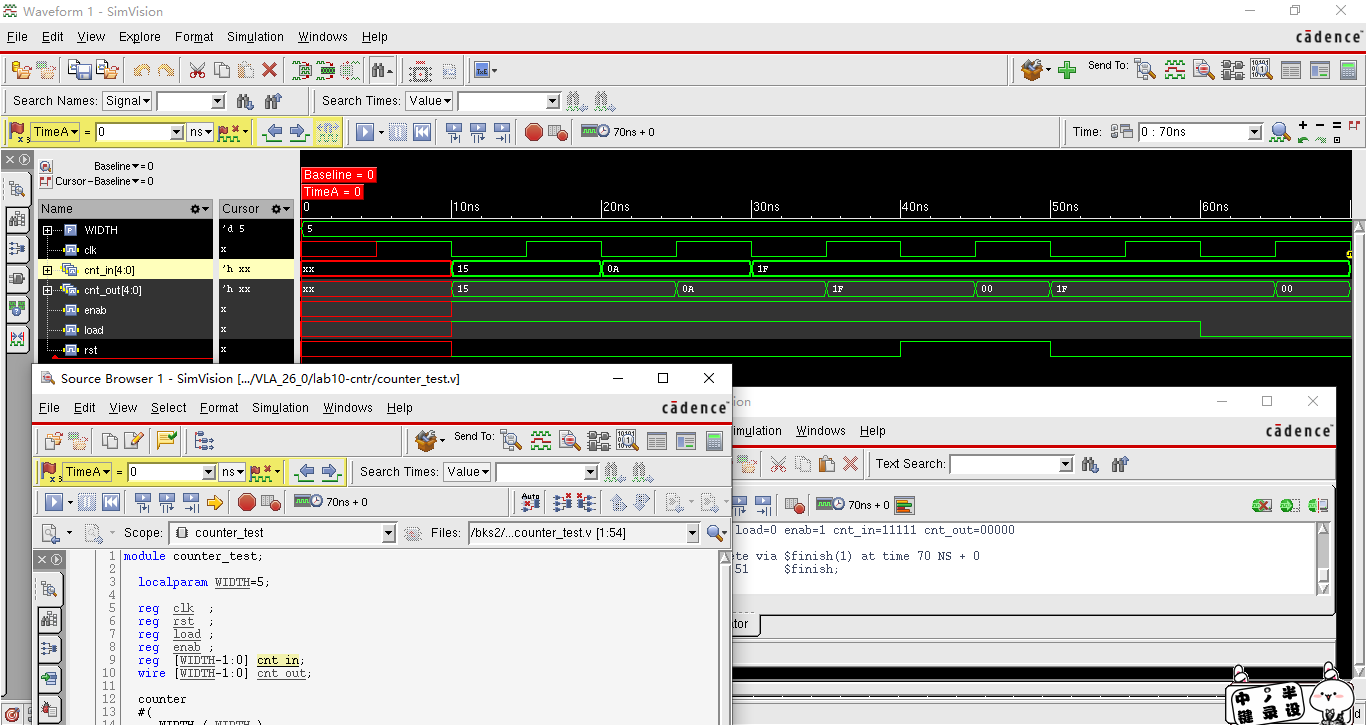 Waveform 1 - SimVision
File Edit View Explore Format Simulation Windows Help
cādence
Send To:
Search Names: Signal Search Times: Value
TimeA = 0 ns 70ns + 0 Time: 0 : 70ns
Baseline = 0
Cursor-Baseline = 0
Baseline = 0
TimeA = 0
Name Cursor 0 10ns 20ns 30ns 40ns 50ns 60ns
WIDTH 'd 5 5
clk x
cnt_in[4:0] 'h xx xx 15 0A 1F
cnt_out[4:0] 'h xx xx 15 0A 1F 00 1F 00
enab x
load x
rst x
Source Browser 1 - SimVision [.../VLA_26_0/lab10-cntr/counter_test.v]
File Edit View Select Format Simulation Windows Help
cādence
Send To:
TimeA = 0 ns Search Times: Value
70ns + 0
Scope: counter_test Files: /bks2/...counter_test.v [1:54]
1 module counter_test;
2
3 localparam WIDTH=5;
4
5 reg clk ;
6 reg rst ;
7 reg load ;
8 reg enab ;
9 reg [WIDTH-1:0] cnt_in;
10 wire [WIDTH-1:0] cnt_out;
11
12 counter
13 #(
14 WIDTH ( WIDTH )
ion
imulation Windows Help
cādence
Text Search:
70ns + 0
load=0 enab=1 cnt_in=11111 cnt_out=00000
ete via $finish(1) at time 70 NS + 0
51 $finish;
tor
中 半
键 录 设